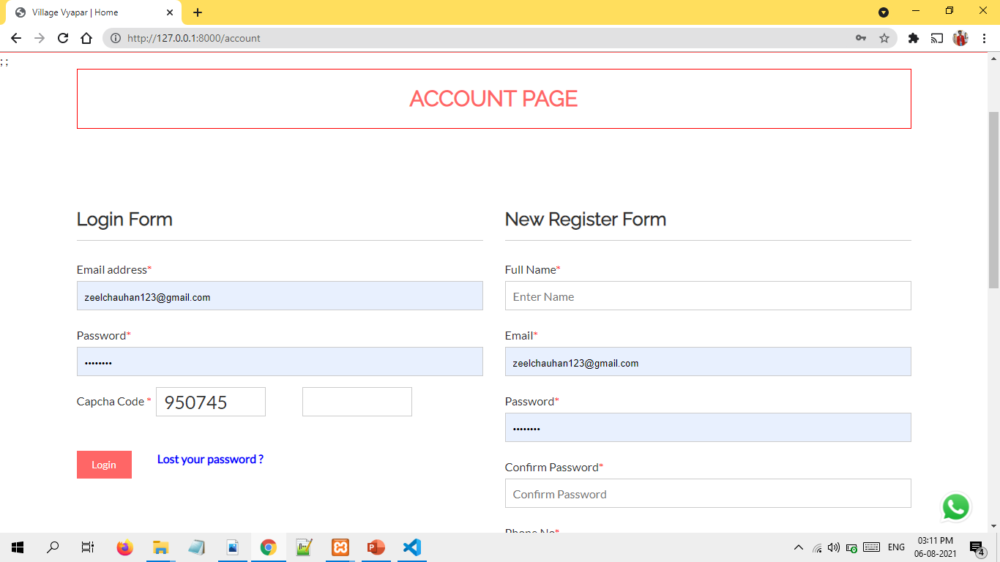 Village Vyapar | Home
http://127.0.0.1:8000/account
; ;
ACCOUNT PAGE
Login Form
Email address*
zeelchauhan123@gmail.com
Password*
••••••••
Capcha Code * 950745
Login
Lost your password ?
New Register Form
Full Name*
Enter Name
Email*
zeelchauhan123@gmail.com
Password*
••••••••
Confirm Password*
Confirm Password
Phone No*
ENG
03:11 PM
06-08-2021
4